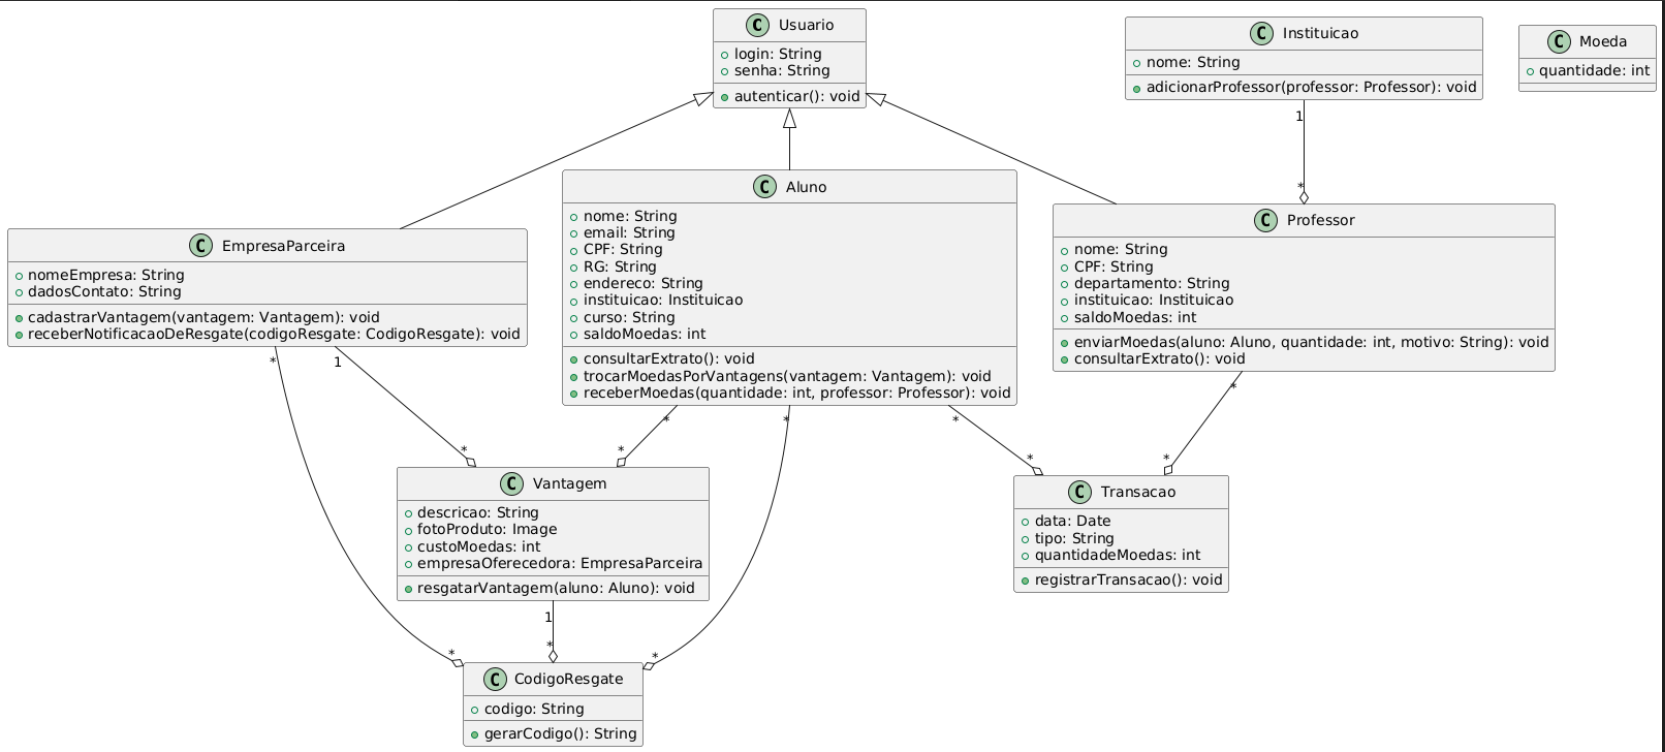 C Usuario
login: String
senha: String
autenticar(): void
C Instituicao
nome: String
adicionarProfessor(professor: Professor): void
C Moeda
quantidade: int
1
*
C EmpresaParceira
nomeEmpresa: String
dadosContato: String
cadastrarVantagem(vantagem: Vantagem): void
receberNotificacaoDeResgate(codigoResgate: CodigoResgate): void
C Aluno
nome: String
email: String
CPF: String
RG: String
endereco: String
instituicao: Instituicao
curso: String
saldoMoedas: int
consultarExtrato(): void
trocarMoedasPorVantagens(vantagem: Vantagem): void
receberMoedas(quantidade: int, professor: Professor): void
C Professor
nome: String
CPF: String
departamento: String
instituicao: Instituicao
saldoMoedas: int
enviarMoedas(aluno: Aluno, quantidade: int, motivo: String): void
consultarExtrato(): void
*
1
*
*
*
*
*
*
*
*
C Vantagem
descricao: String
fotoProduto: Image
custoMoedas: int
empresaOferecedora: EmpresaParceira
resgatarVantagem(aluno: Aluno): void
C Transacao
data: Date
tipo: String
quantidadeMoedas: int
registrarTransacao(): void
1
*
*
*
C CodigoResgate
codigo: String
gerarCodigo(): String